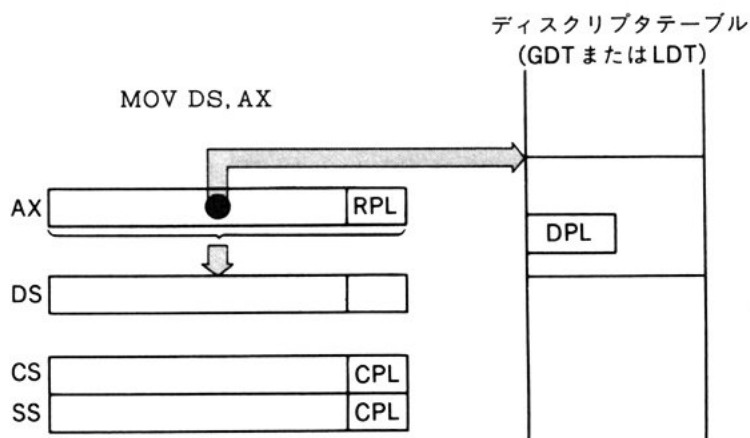 ディスクリプタテーブル
(GDTまたはLDT)
MOV DS, AX
AX
RPL
DPL
DS
CS
CPL
SS
CPL